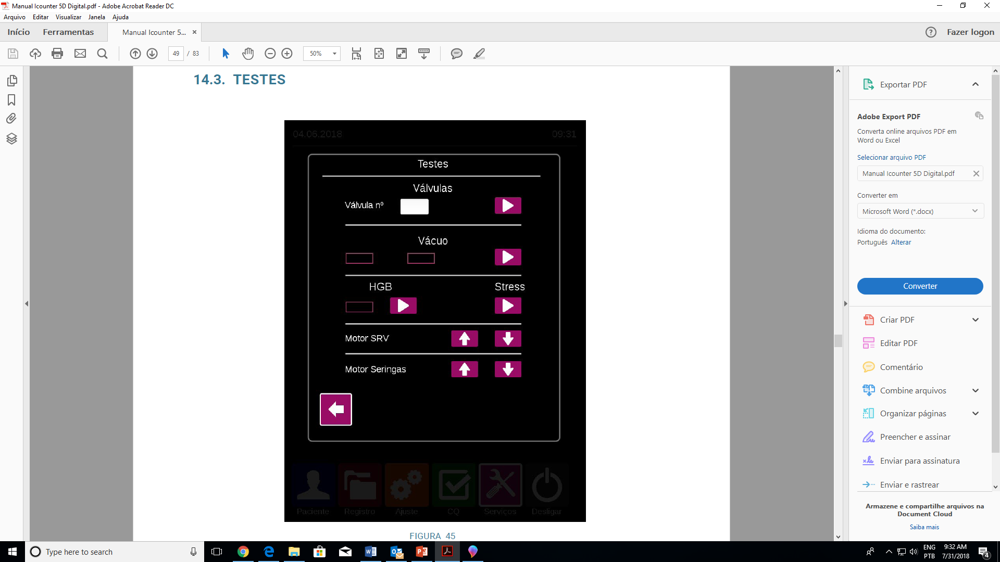 Manual Icounter 5D Digital.pdf - Adobe Acrobat Reader DC
Arquivo Editar Visualizar Janela Ajuda
Início Ferramentas Manual Icounter 5... × Fazer logon
49 / 83 50%
14.3. TESTES
04.06.2018 09:31
Testes
Válvulas
Válvula nº
Vácuo
HGB Stress
Motor SRV
Motor Seringas
Paciente Registro Ajuste CQ Serviços Desligar
FIGURA 45
Exportar PDF
Adobe Export PDF
Converta online arquivos PDF em
Word ou Excel
Selecionar arquivo PDF
Manual Icounter 5D Digital.pdf
Converter em
Microsoft Word (*.docx)
Idioma do documento:
Português Alterar
Converter
Criar PDF
Editar PDF
Comentário
Combine arquivos
Organizar páginas
Preencher e assinar
Enviar para assinatura
Enviar e rastrear
Armazene e compartilhe arquivos na
Document Cloud
Saiba mais
Type here to search
ENG
PTB
9:32 AM
7/31/2018
4